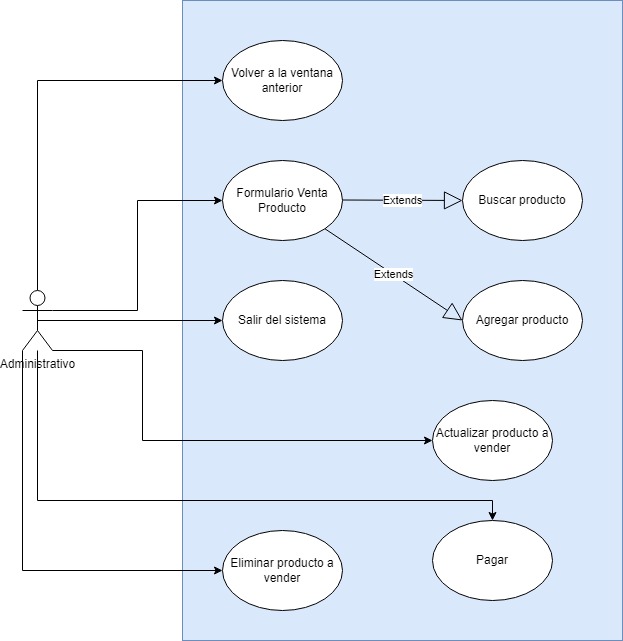 Volver a la ventana
anterior
Formulario Venta
Producto
Extends
Buscar producto
Extends
Salir del sistema
Agregar producto
Administrativo
Actualizar producto a
vender
Eliminar producto a
vender
Pagar